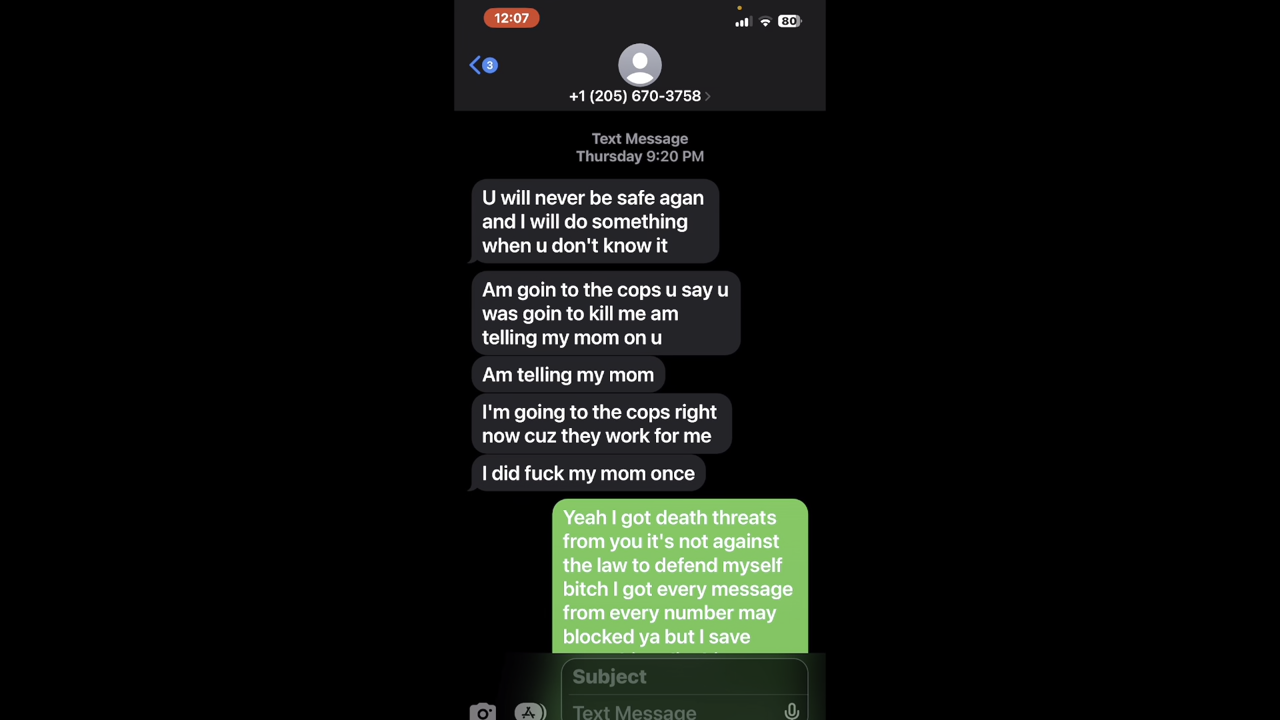 12:07
80
3
+1 (205) 670-3758
Text Message
Thursday 9:20 PM
U will never be safe agan
and I will do something
when u don't know it
Am goin to the cops u say u
was goin to kill me am
telling my mom on u
Am telling my mom
I'm going to the cops right
now cuz they work for me
I did fuck my mom once
Yeah I got death threats
from you it's not against
the law to defend myself
bitch I got every message
from every number may
blocked ya but I save
Subject
Text Message